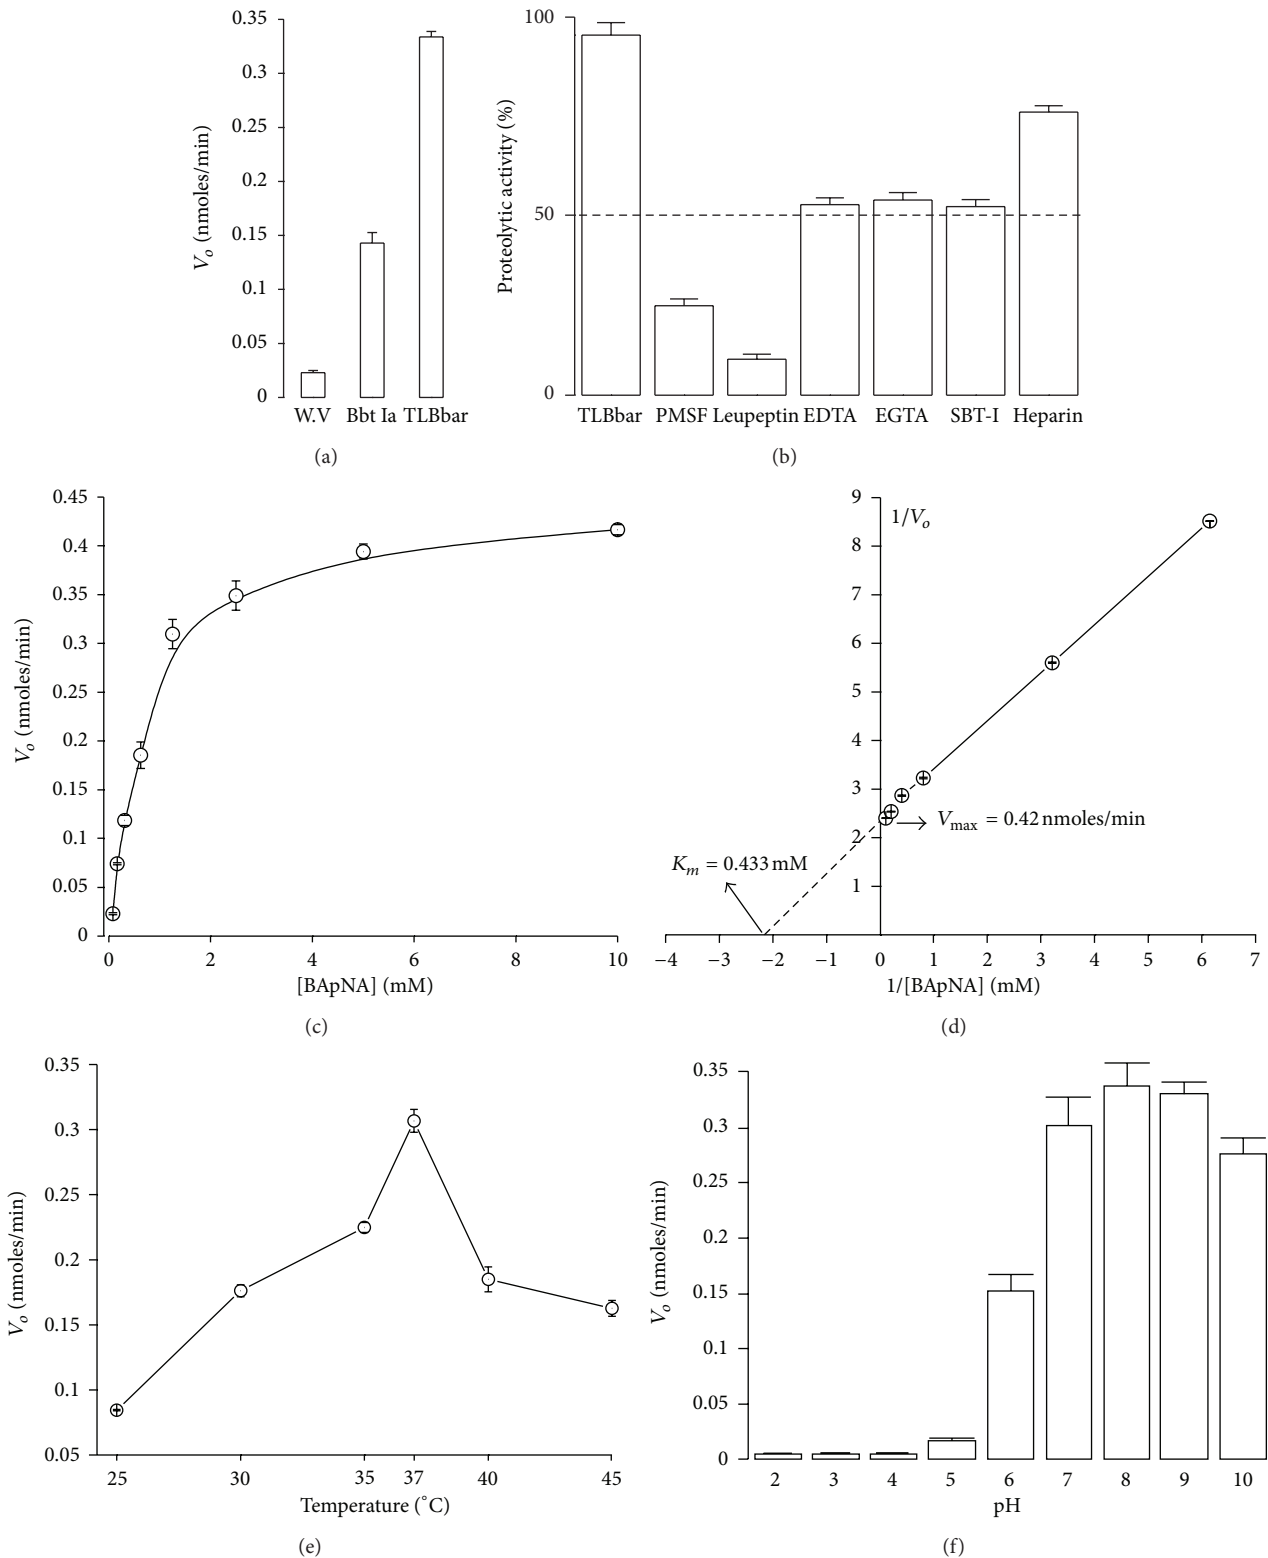 0.35
0.3
0.25
0.2
0.15
0.1
0.05
0
V_o (nmoles/min)
W.V Bbt Ia TLBbar
(a)
100
50
0
Proteolytic activity (%)
TLBbar PMSF Leupeptin EDTA EGTA SBT-I Heparin
(b)
0.45
0.4
0.35
0.3
0.25
0.2
0.15
0.1
0.05
0
V_o (nmoles/min)
0 2 4 6 8 10
[BApNA] (mM)
(c)
9
8
6
5
4
3
2
1
1/V_o
V_max = 0.42 nmoles/min
K_m = 0.433 mM
−4 −3 −2 −1 0 1 2 3 4 5 6 7
1/[BApNA] (mM)
(d)
0.35
0.3
0.25
0.2
0.15
0.1
0.05
V_o (nmoles/min)
25 30 35 37 40 45
Temperature (°C)
(e)
0.35
0.3
0.25
0.2
0.15
0.1
0.05
0
V_o (nmoles/min)
2 3 4 5 6 7 8 9 10
pH
(f)